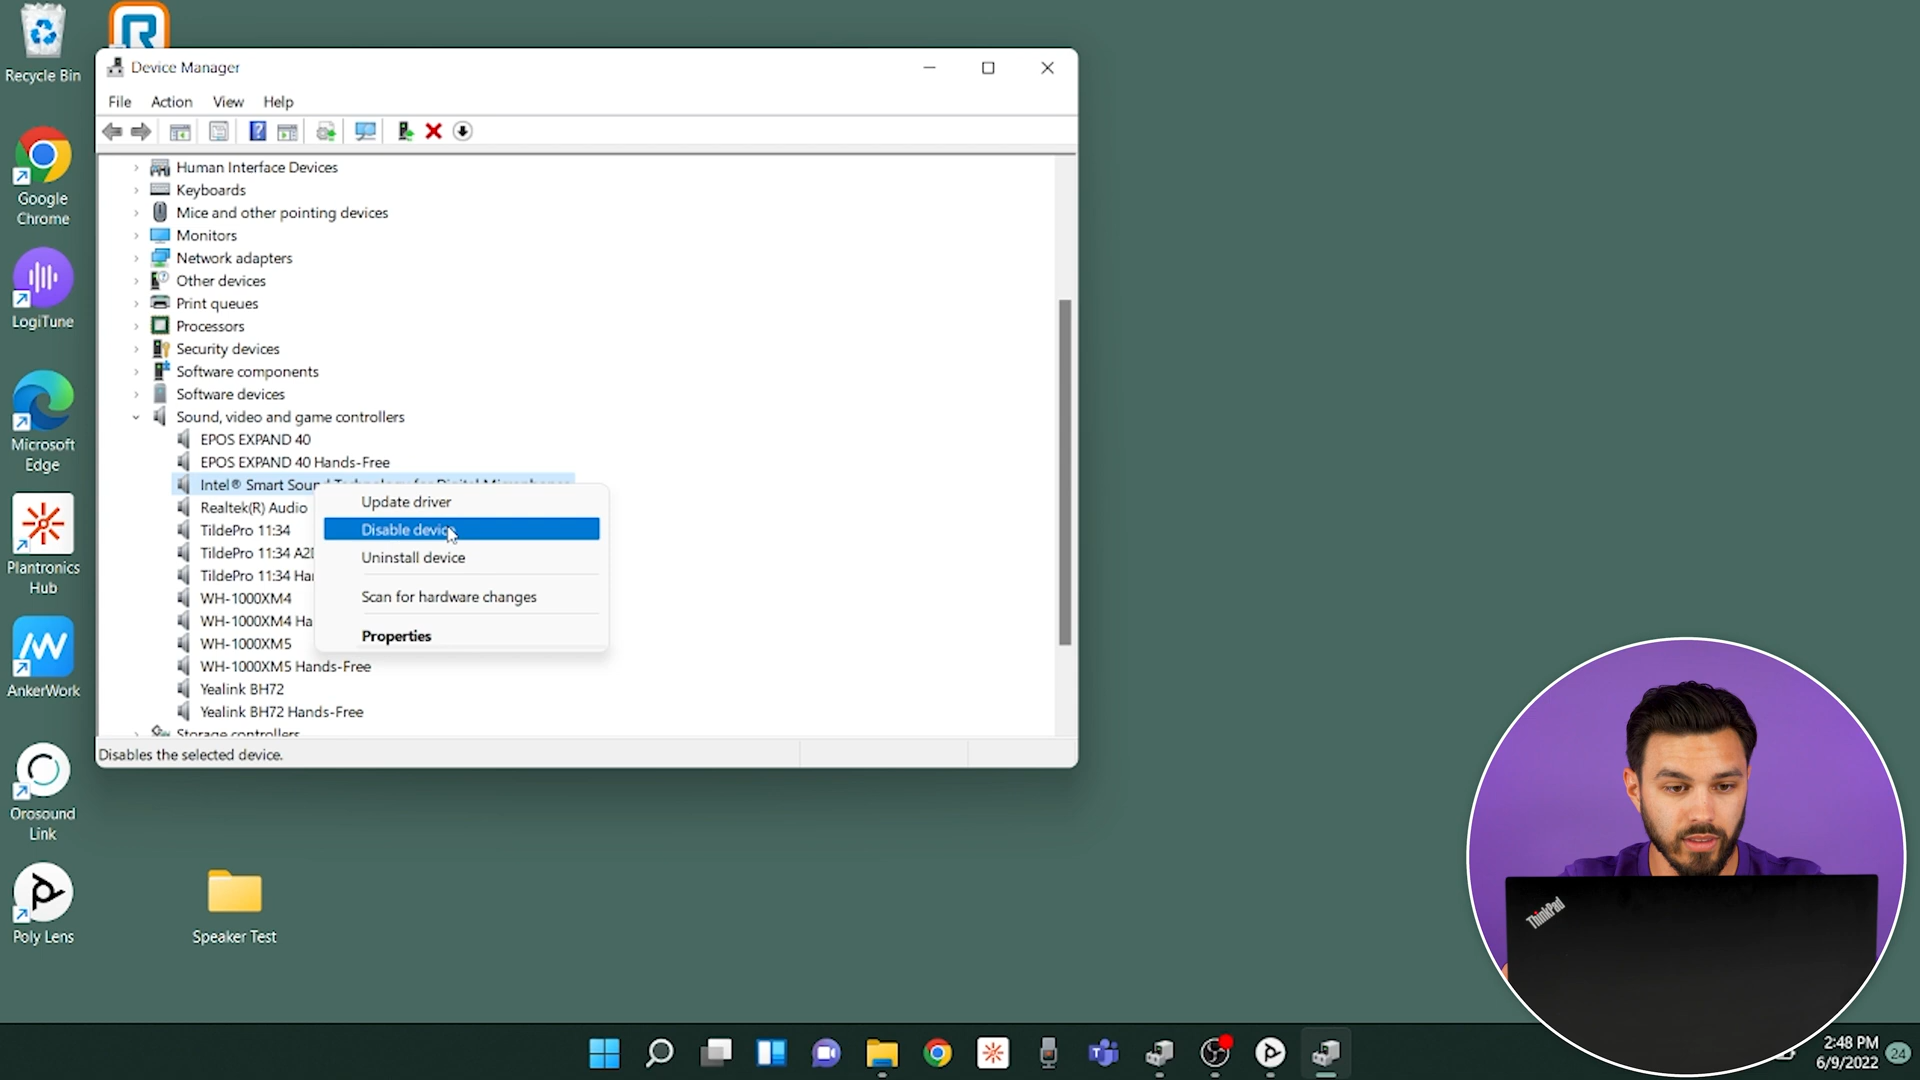 Recycle Bin
Google
Chrome
LogiTune
Microsoft
Edge
Plantronics
Hub
AnkerWork
Orosound
Link
Poly Lens
Speaker Test
Device Manager
File Action View Help
Human Interface Devices
Keyboards
Mice and other pointing devices
Monitors
Network adapters
Other devices
Print queues
Processors
Security devices
Software components
Software devices
Sound, video and game controllers
EPOS EXPAND 40
EPOS EXPAND 40 Hands-Free
Intel® Smart Sound Technology for Digital Microphones
Realtek(R) Audio
TildePro 11:34
TildePro 11:34 A2D
TildePro 11:34 Ha
WH-1000XM4
WH-1000XM4 Ha
WH-1000XM5
WH-1000XM5 Hands-Free
Yealink BH72
Yealink BH72 Hands-Free
Storage controllers
Update driver
Disable device
Uninstall device
Scan for hardware changes
Properties
Disables the selected device.
ThinkPad
2:48 PM
6/9/2022
24